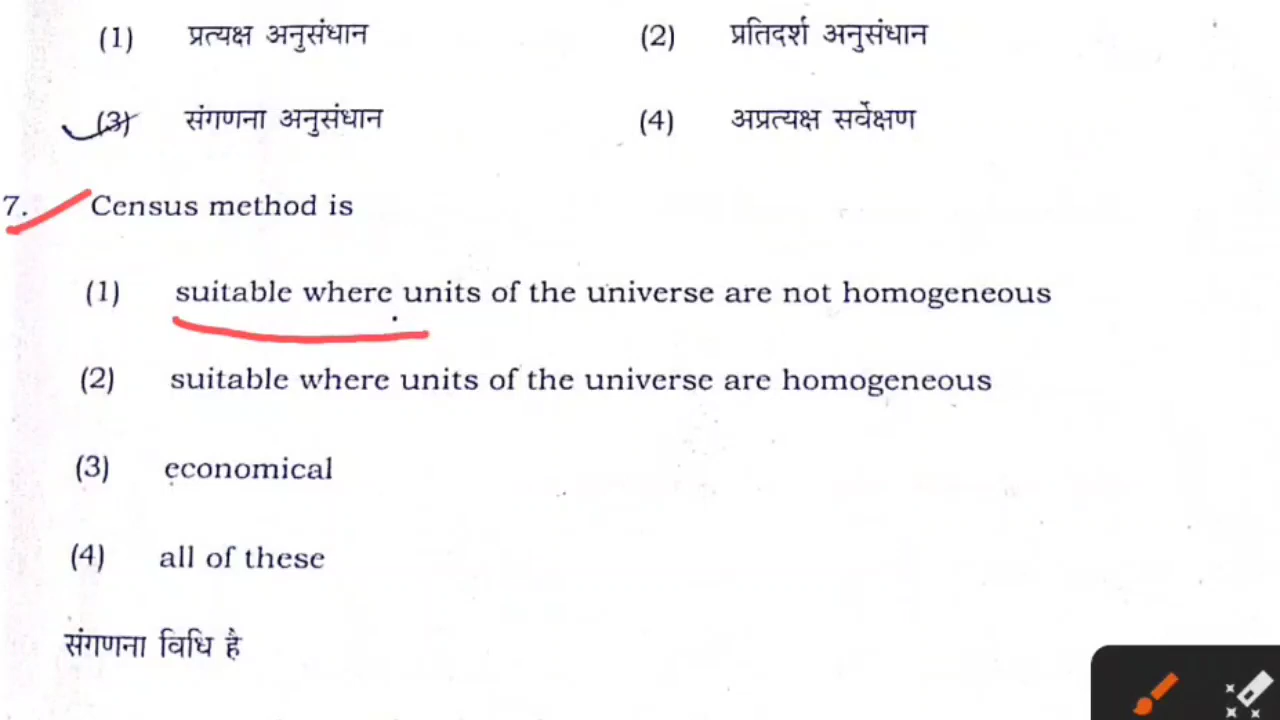 (1) प्रत्यक्ष अनुसंधान (2) प्रतिदर्श अनुसंधान
(3) संगणना अनुसंधान (4) अप्रत्यक्ष सर्वेक्षण
7. Census method is
(1) suitable where units of the universe are not homogeneous
(2) suitable where units of the universe are homogeneous
(3) economical
(4) all of these
संगणना विधि है